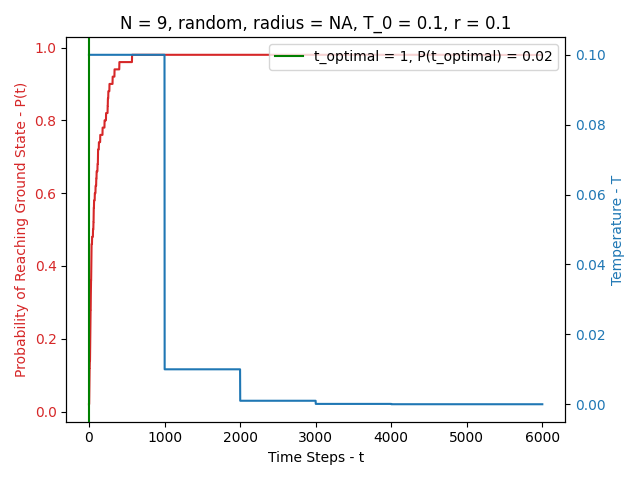 N = 9, random, radius = NA, T_0 = 0.1, r = 0.1
t_optimal = 1, P(t_optimal) = 0.02
Probability of Reaching Ground State - P(t)
1.0
0.8
0.6
0.4
0.2
0.0
Temperature - T
0.10
0.08
0.06
0.04
0.02
0.00
0 1000 2000 3000 4000 5000 6000
Time Steps - t